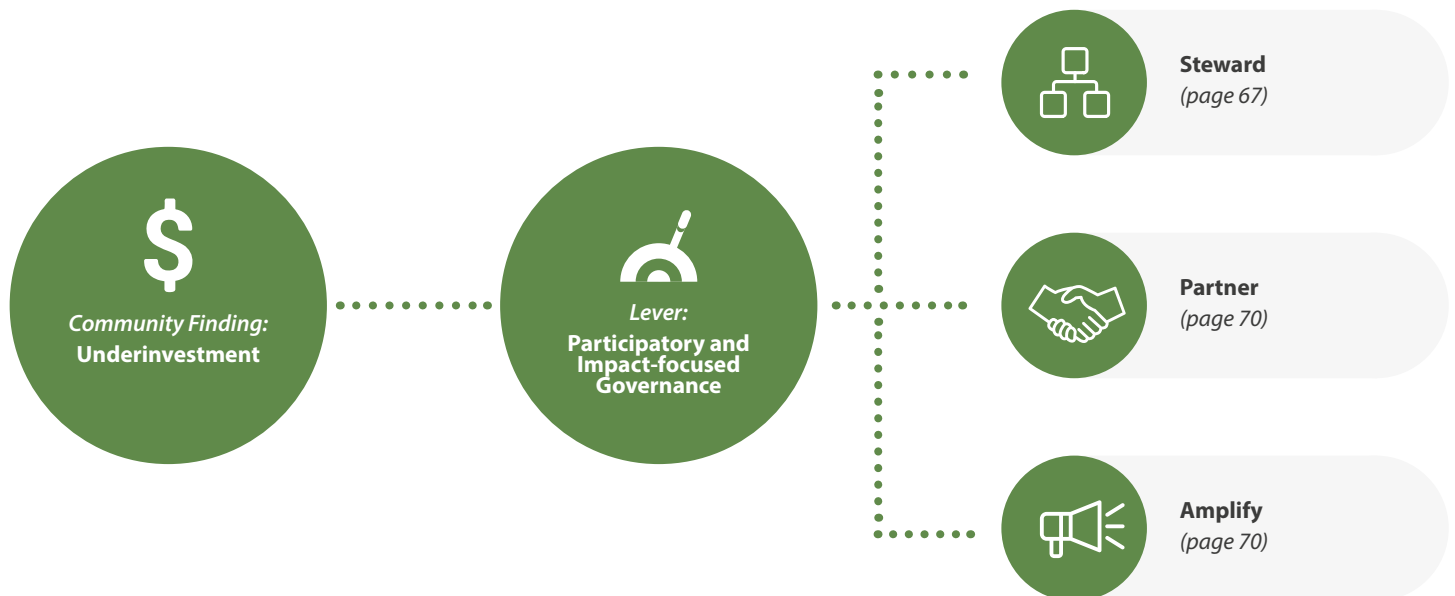 $
Community Finding:
Underinvestment
Lever:
Participatory and
Impact-focused
Governance
Steward
(page 67)
Partner
(page 70)
Amplify
(page 70)